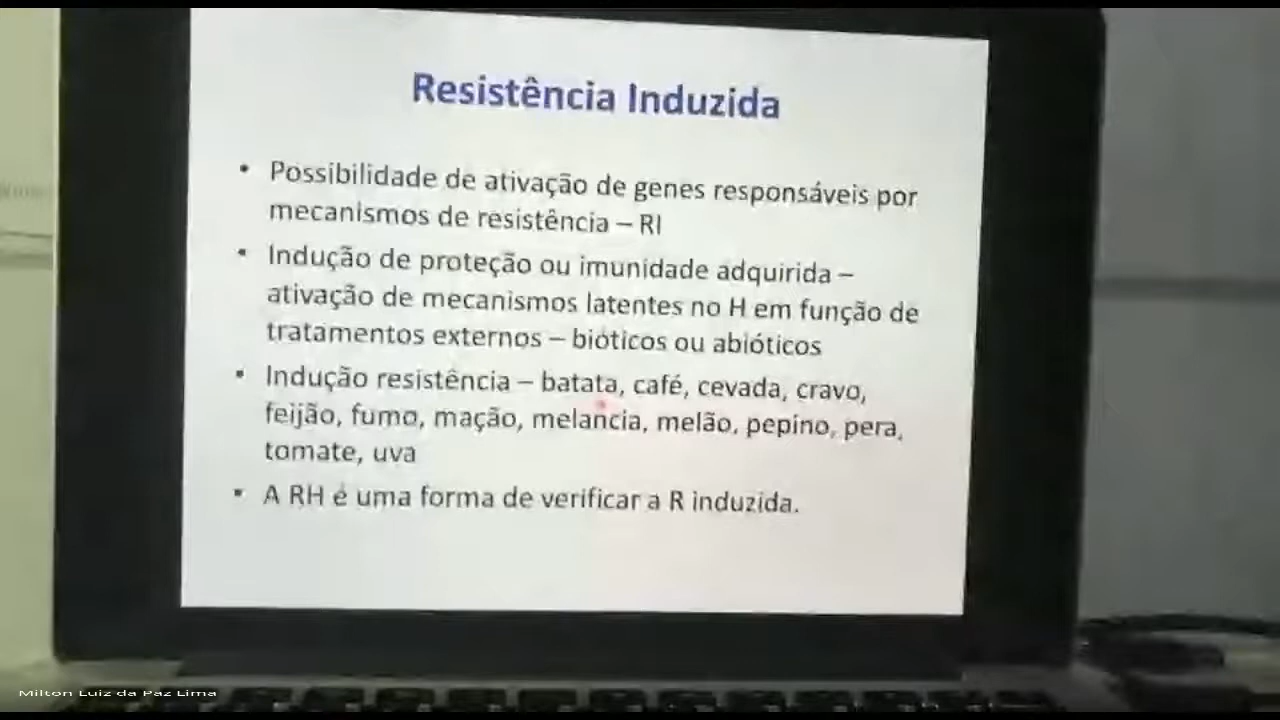 Resistência Induzida
• Possibilidade de ativação de genes responsáveis por
mecanismos de resistência – RI
• Indução de proteção ou imunidade adquirida –
ativação de mecanismos latentes no H em função de
tratamentos externos – bióticos ou abióticos
• Indução resistência – batata, café, cevada, cravo,
feijão, fumo, mação, melancia, melão, pepino, pera,
tomate, uva
• A RH é uma forma de verificar a R induzida.
Milton Luiz da Paz Lima